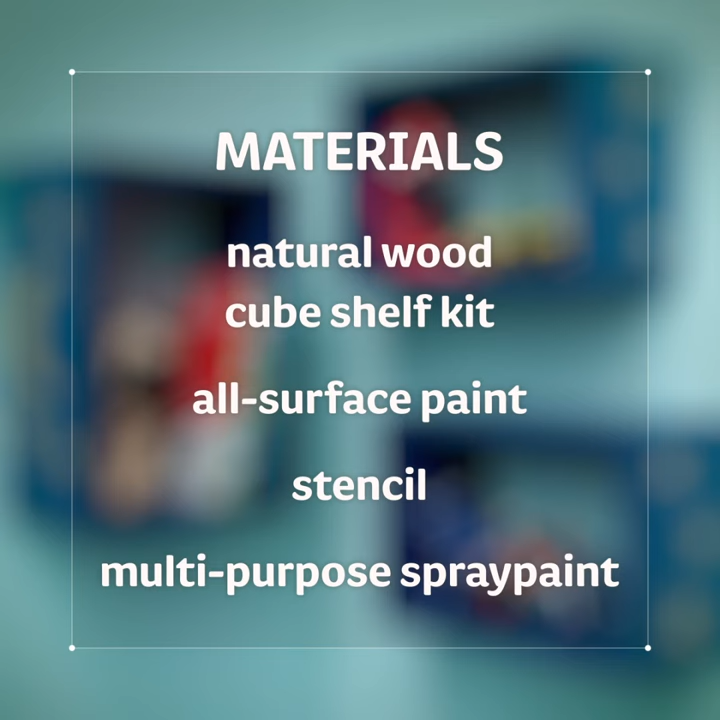 MATERIALS
natural wood
cube shelf kit
all-surface paint
stencil
multi-purpose spraypaint